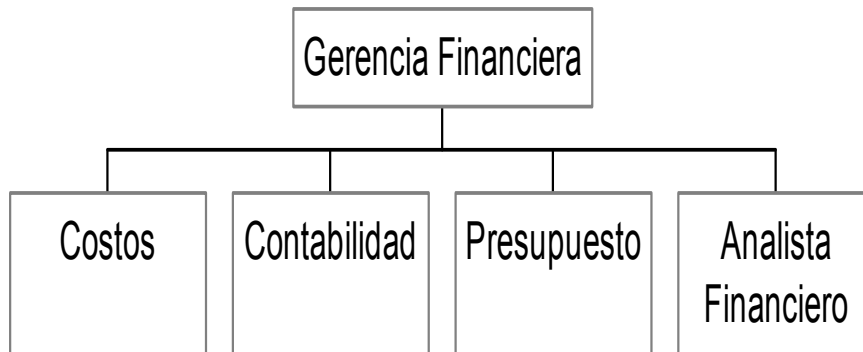 Gerencia Financiera
Costos
Contabilidad
Presupuesto
Analista
Financiero